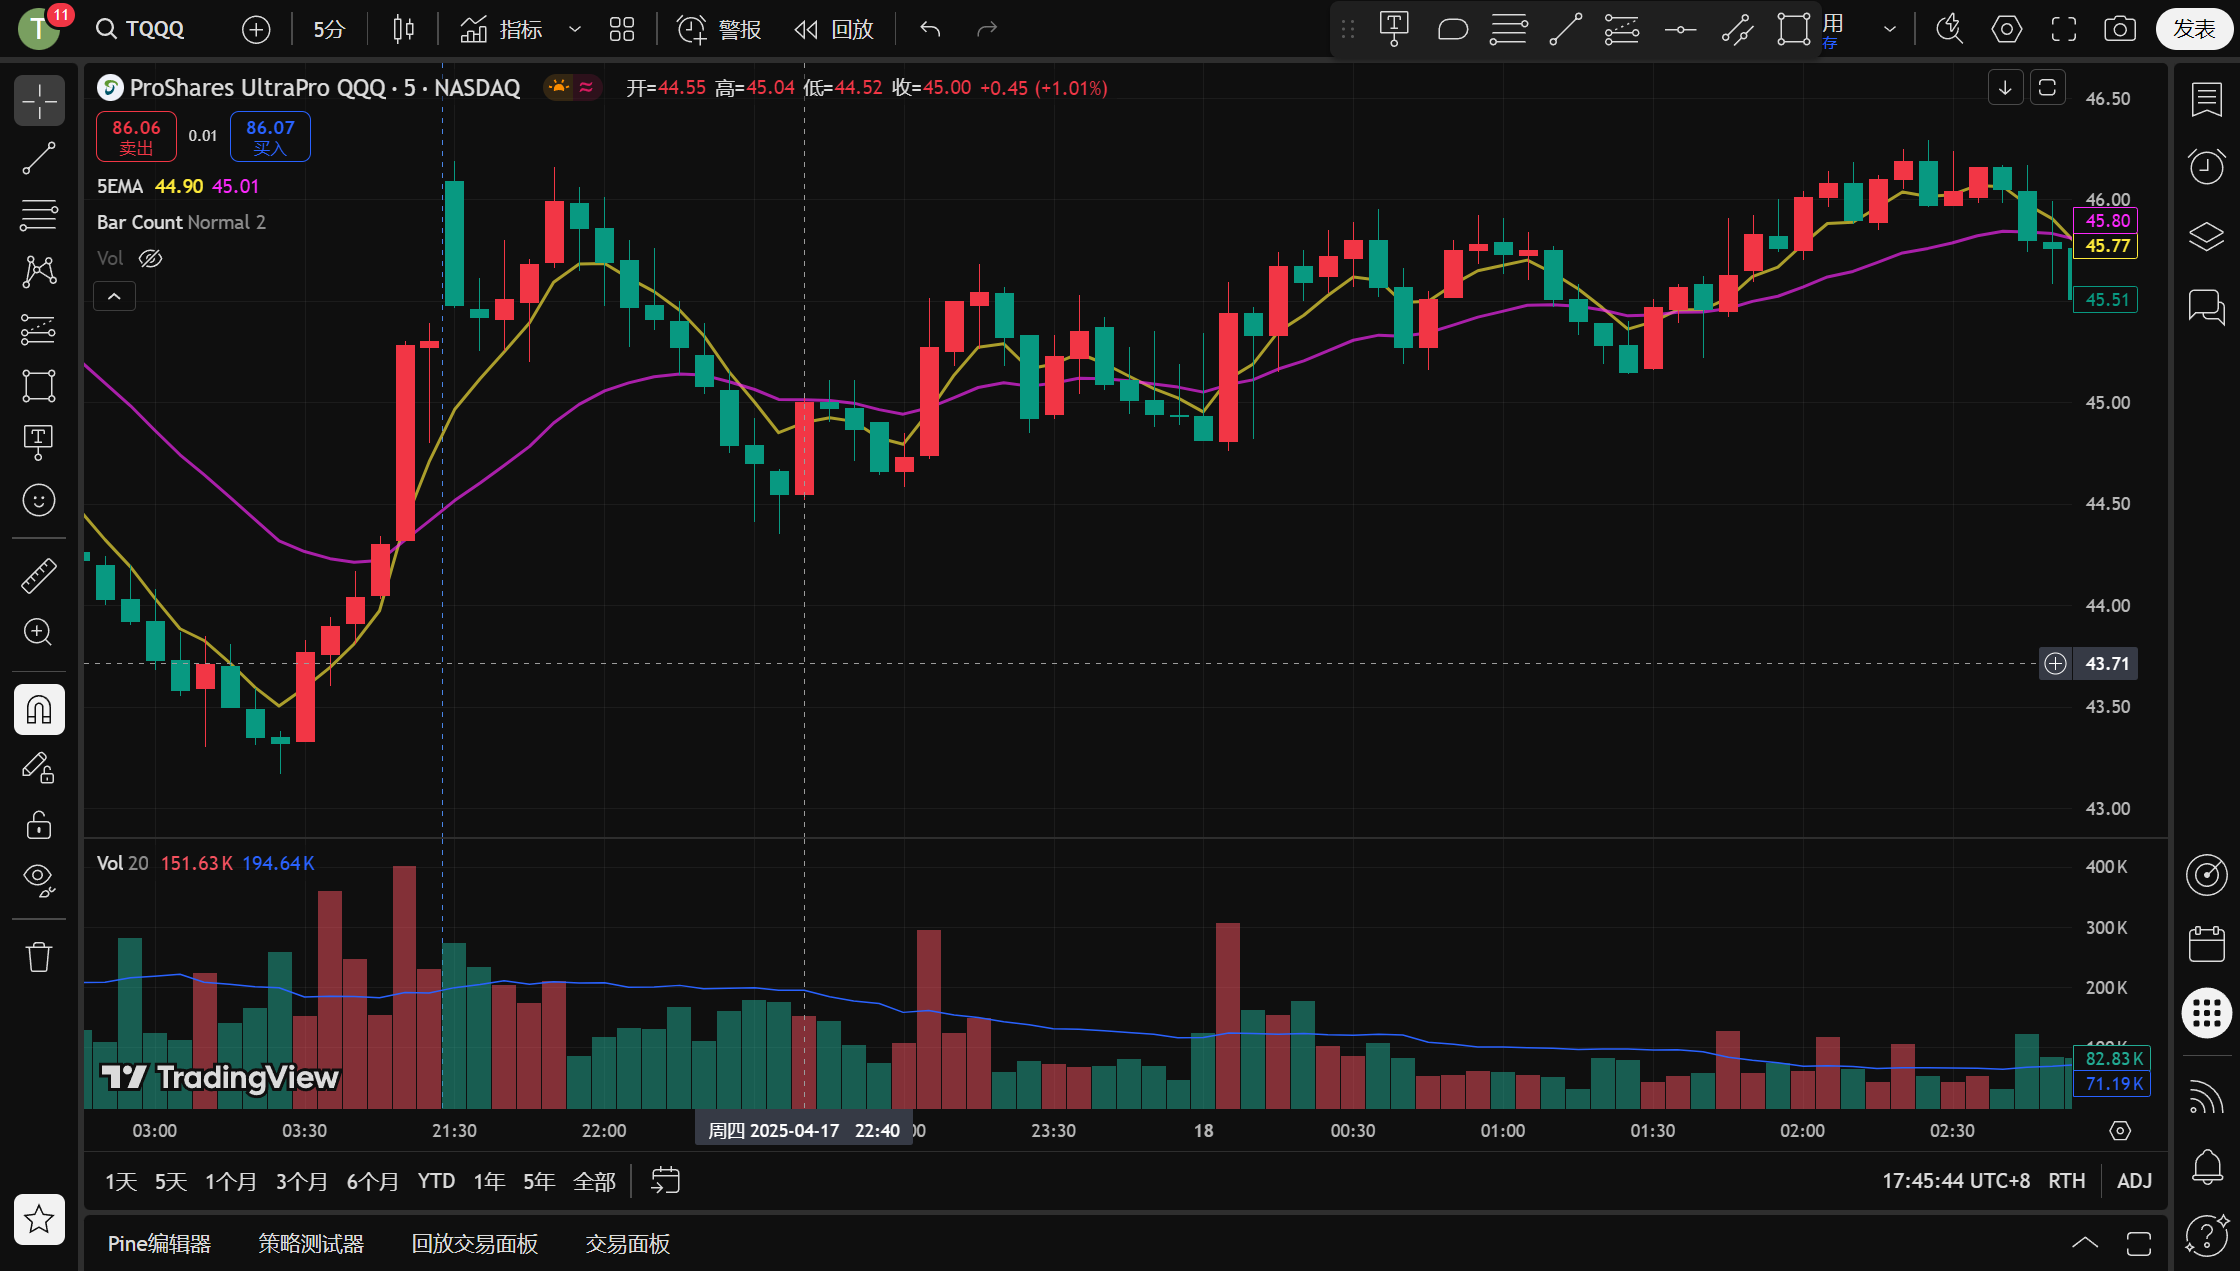 T 11 TQQQ 5分 指标 警报 回放 T 用 存 发表
ProShares UltraPro QQQ · 5 · NASDAQ 开=44.55 高=45.04 低=44.52 收=45.00 +0.45 (+1.01%)
86.06 卖出 0.01 86.07 买入
5EMA 44.90 45.01
Bar Count Normal 2
Vol
46.50
46.00
45.80
45.77
45.51
45.00
44.50
44.00
43.71
43.50
43.00
Vol 20 151.63 K 194.64 K
400 K
300 K
200 K
82.83 K
71.19 K
TradingView
03:00 03:30 21:30 22:00 周四 2025-04-17 22:40 23:30 18 00:30 01:00 01:30 02:00 02:30
1天 5天 1个月 3个月 6个月 YTD 1年 5年 全部 17:45:44 UTC+8 RTH ADJ
Pine编辑器 策略测试器 回放交易面板 交易面板